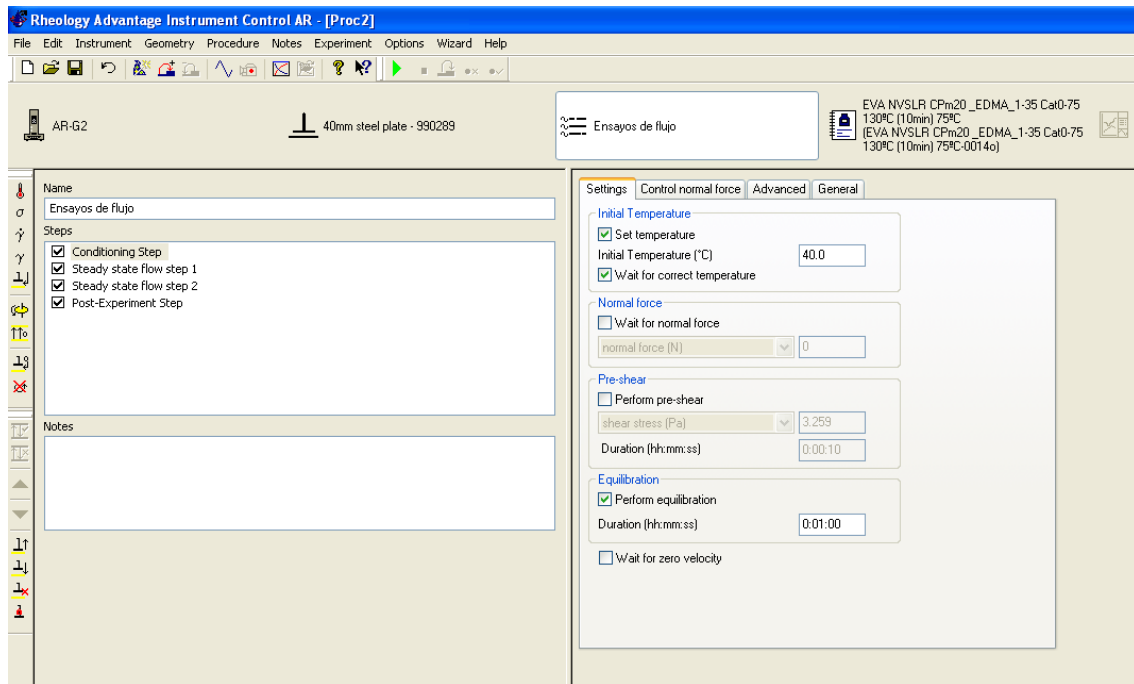 Rheology Advantage Instrument Control AR - [Proc2]
File Edit Instrument Geometry Procedure Notes Experiment Options Wizard Help
AR-G2
40mm steel plate - 990289
Ensayos de flujo
EVA NVSLR CPm20 _EDMA_1-35 Cat0-75
130ºC (10min) 75ºC
(EVA NVSLR CPm20 _EDMA_1-35 Cat0-75
130ºC (10min) 75ºC-0014o)
Name
Ensayos de flujo
Steps
Conditioning Step
Steady state flow step 1
Steady state flow step 2
Post-Experiment Step
Notes
Settings Control normal force Advanced General
Initial Temperature
Set temperature
Initial Temperature (°C) 40.0
Wait for correct temperature
Normal force
Wait for normal force
normal force (N) 0
Pre-shear
Perform pre-shear
shear stress (Pa) 3.259
Duration (hh:mm:ss) 0:00:10
Equilibration
Perform equilibration
Duration (hh:mm:ss) 0:01:00
Wait for zero velocity